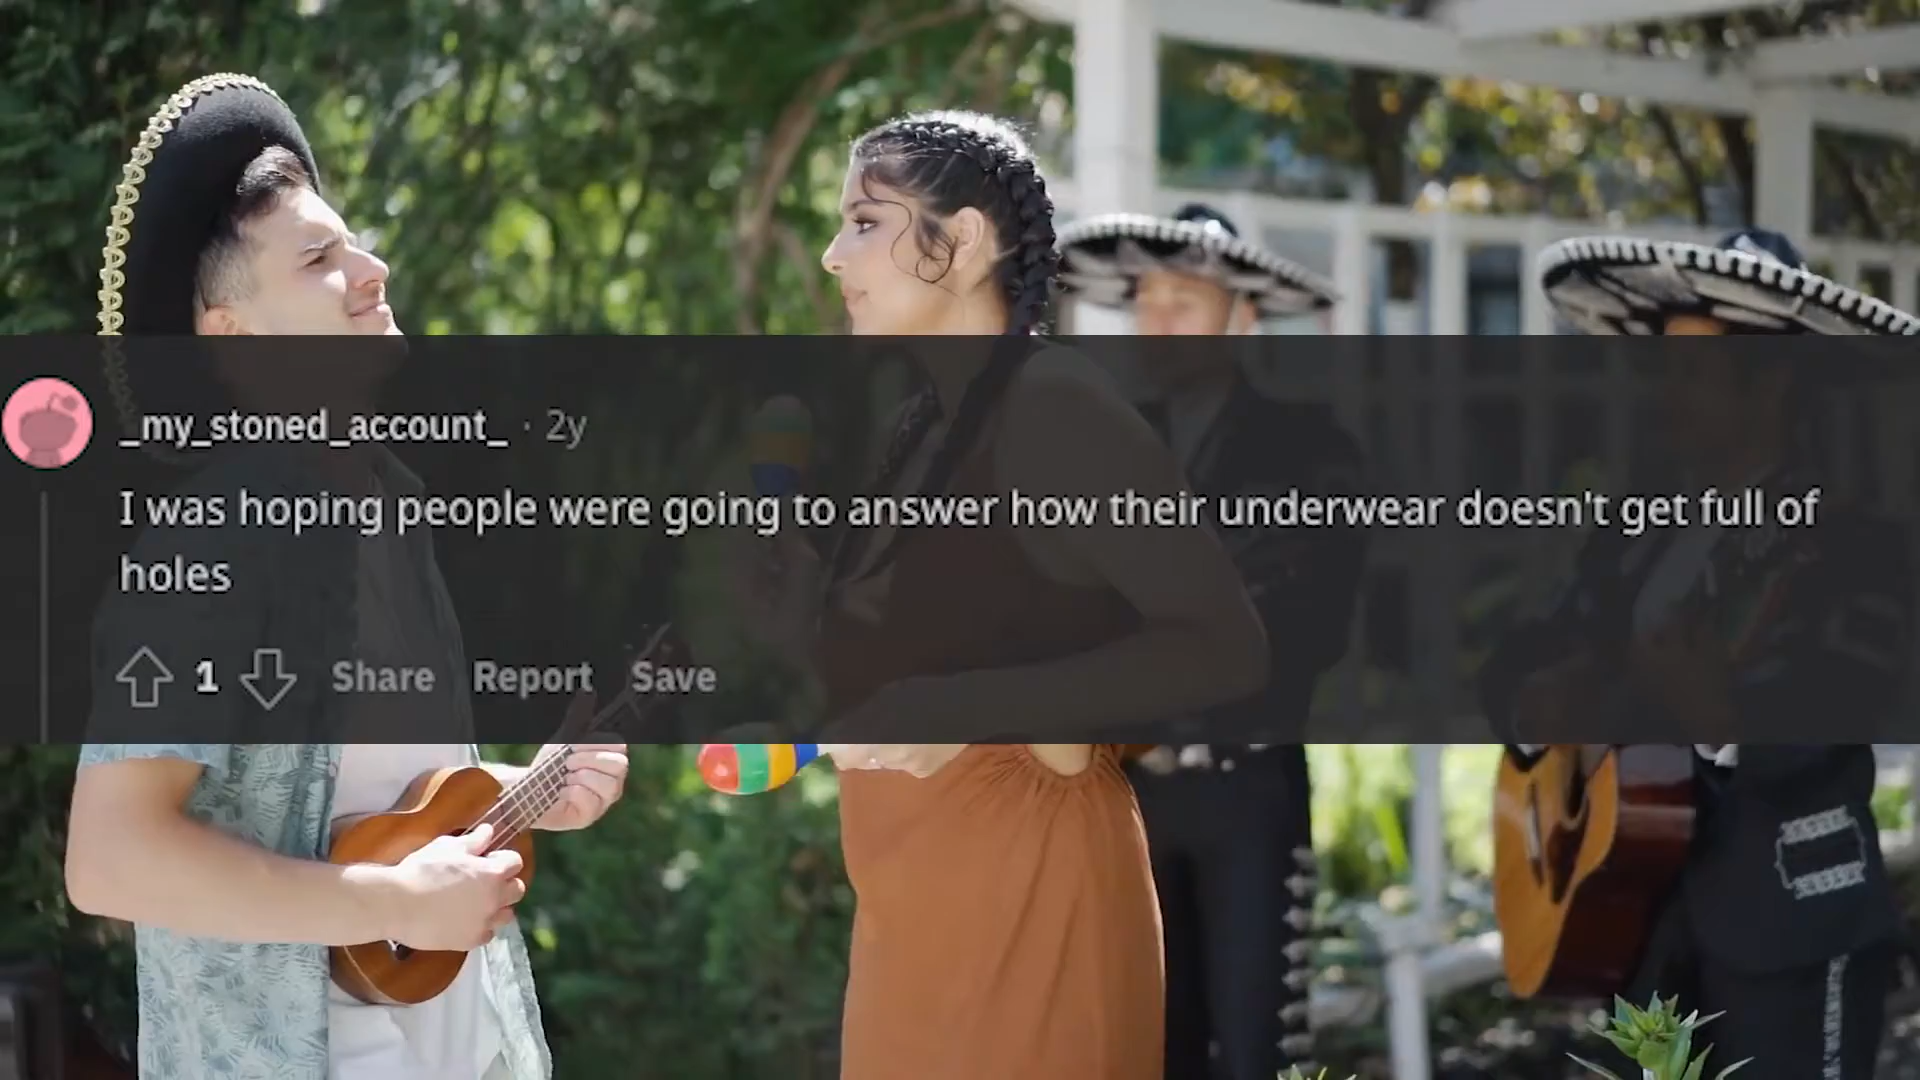 _my_stoned_account_ · 2y
I was hoping people were going to answer how their underwear doesn't get full of
holes
1 Share Report Save